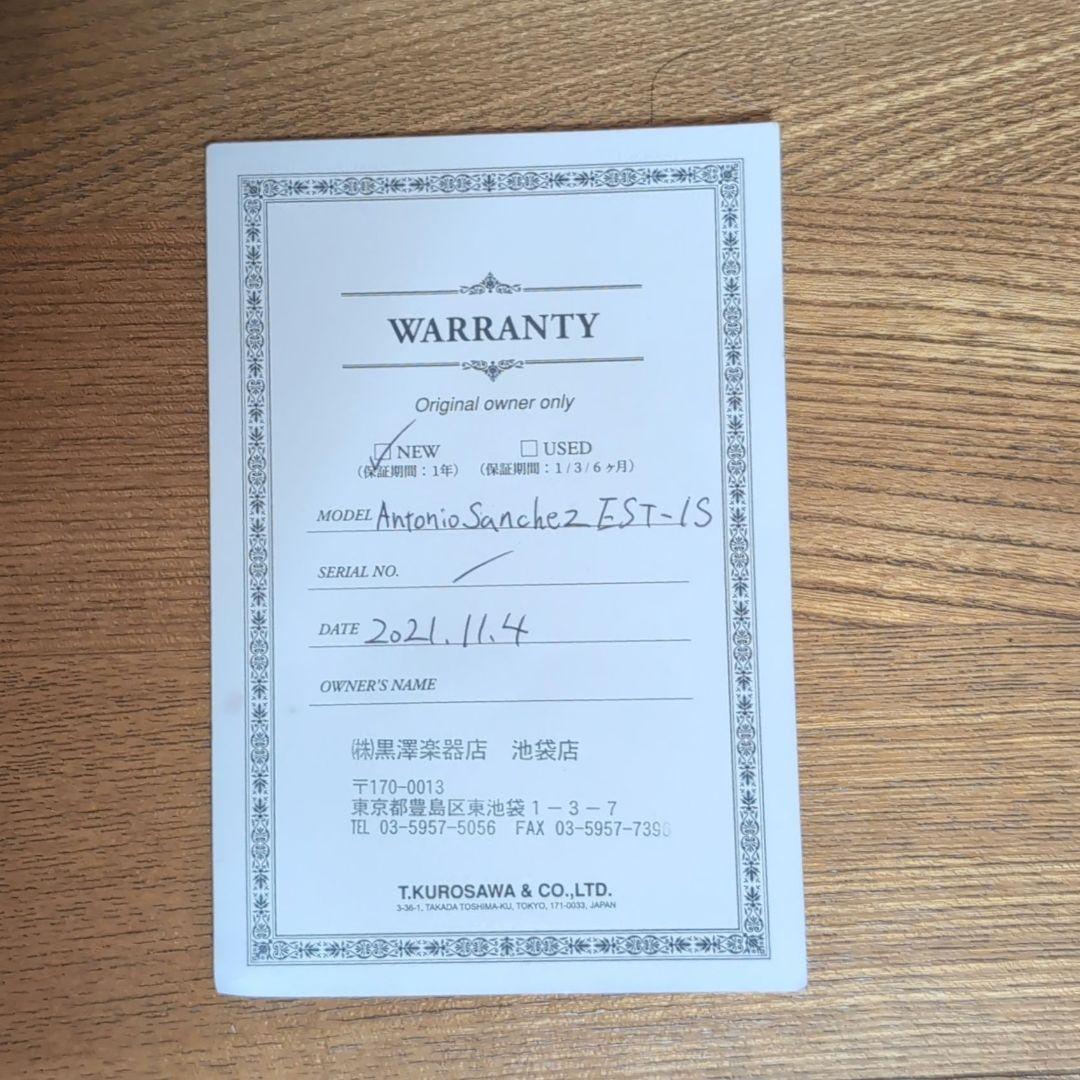 WARRANTY
Original owner only
☑ NEW □ USED
(保証期間：1年) (保証期間：1/3/6ヶ月)
MODEL Antonio Sanchez EST-1S
SERIAL NO. /
DATE 2021.11.4
OWNER'S NAME
㈱黒澤楽器店 池袋店
〒170-0013
東京都豊島区東池袋1－3－7
TEL 03-5957-5056 FAX 03-5957-7396
T.KUROSAWA & CO.,LTD.
3-36-1, TAKADA TOSHIMA-KU, TOKYO, 171-0033, JAPAN